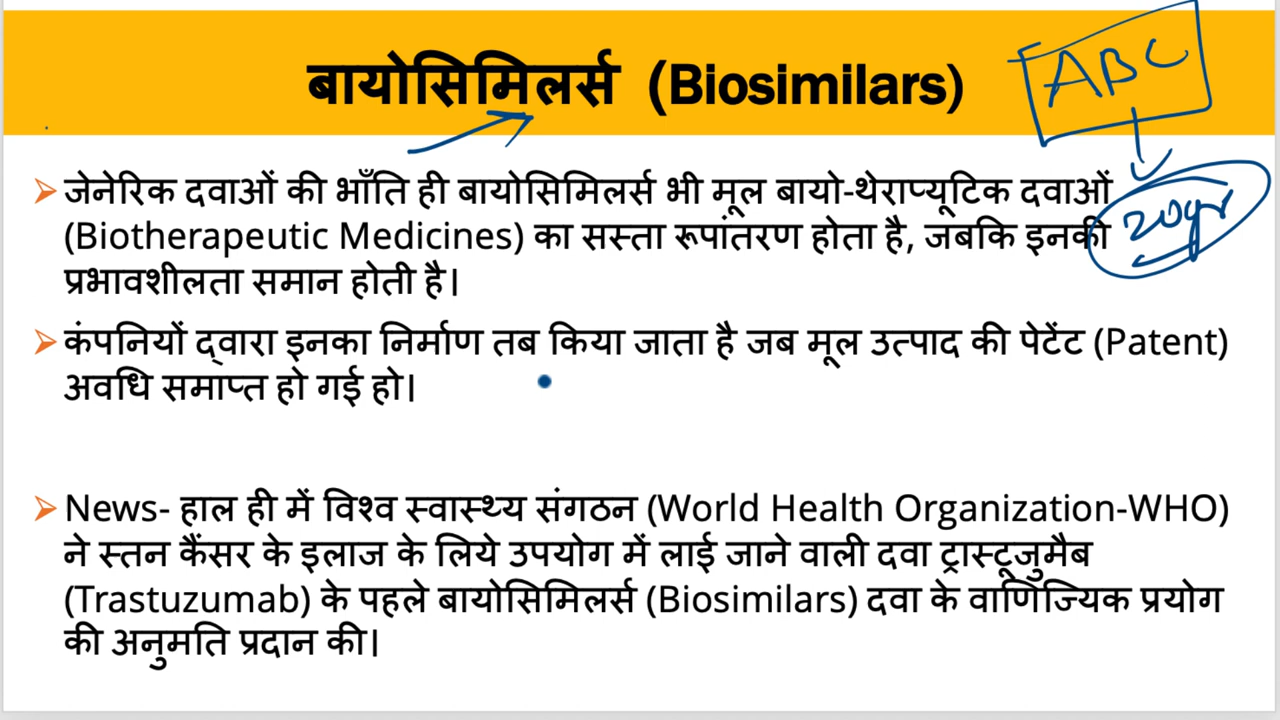 बायोसिमिलर्स (Biosimilars)
ABC
20yr
➢ जेनेरिक दवाओं की भाँति ही बायोसिमिलर्स भी मूल बायो-थेराप्यूटिक दवाओं
(Biotherapeutic Medicines) का सस्ता रूपांतरण होता है, जबकि इनकी
प्रभावशीलता समान होती है।
➢ कंपनियों द्वारा इनका निर्माण तब किया जाता है जब मूल उत्पाद की पेटेंट (Patent)
अवधि समाप्त हो गई हो।
➢ News- हाल ही में विश्व स्वास्थ्य संगठन (World Health Organization-WHO)
ने स्तन कैंसर के इलाज के लिये उपयोग में लाई जाने वाली दवा ट्रास्टूजुमैब
(Trastuzumab) के पहले बायोसिमिलर्स (Biosimilars) दवा के वाणिज्यिक प्रयोग
की अनुमति प्रदान की।